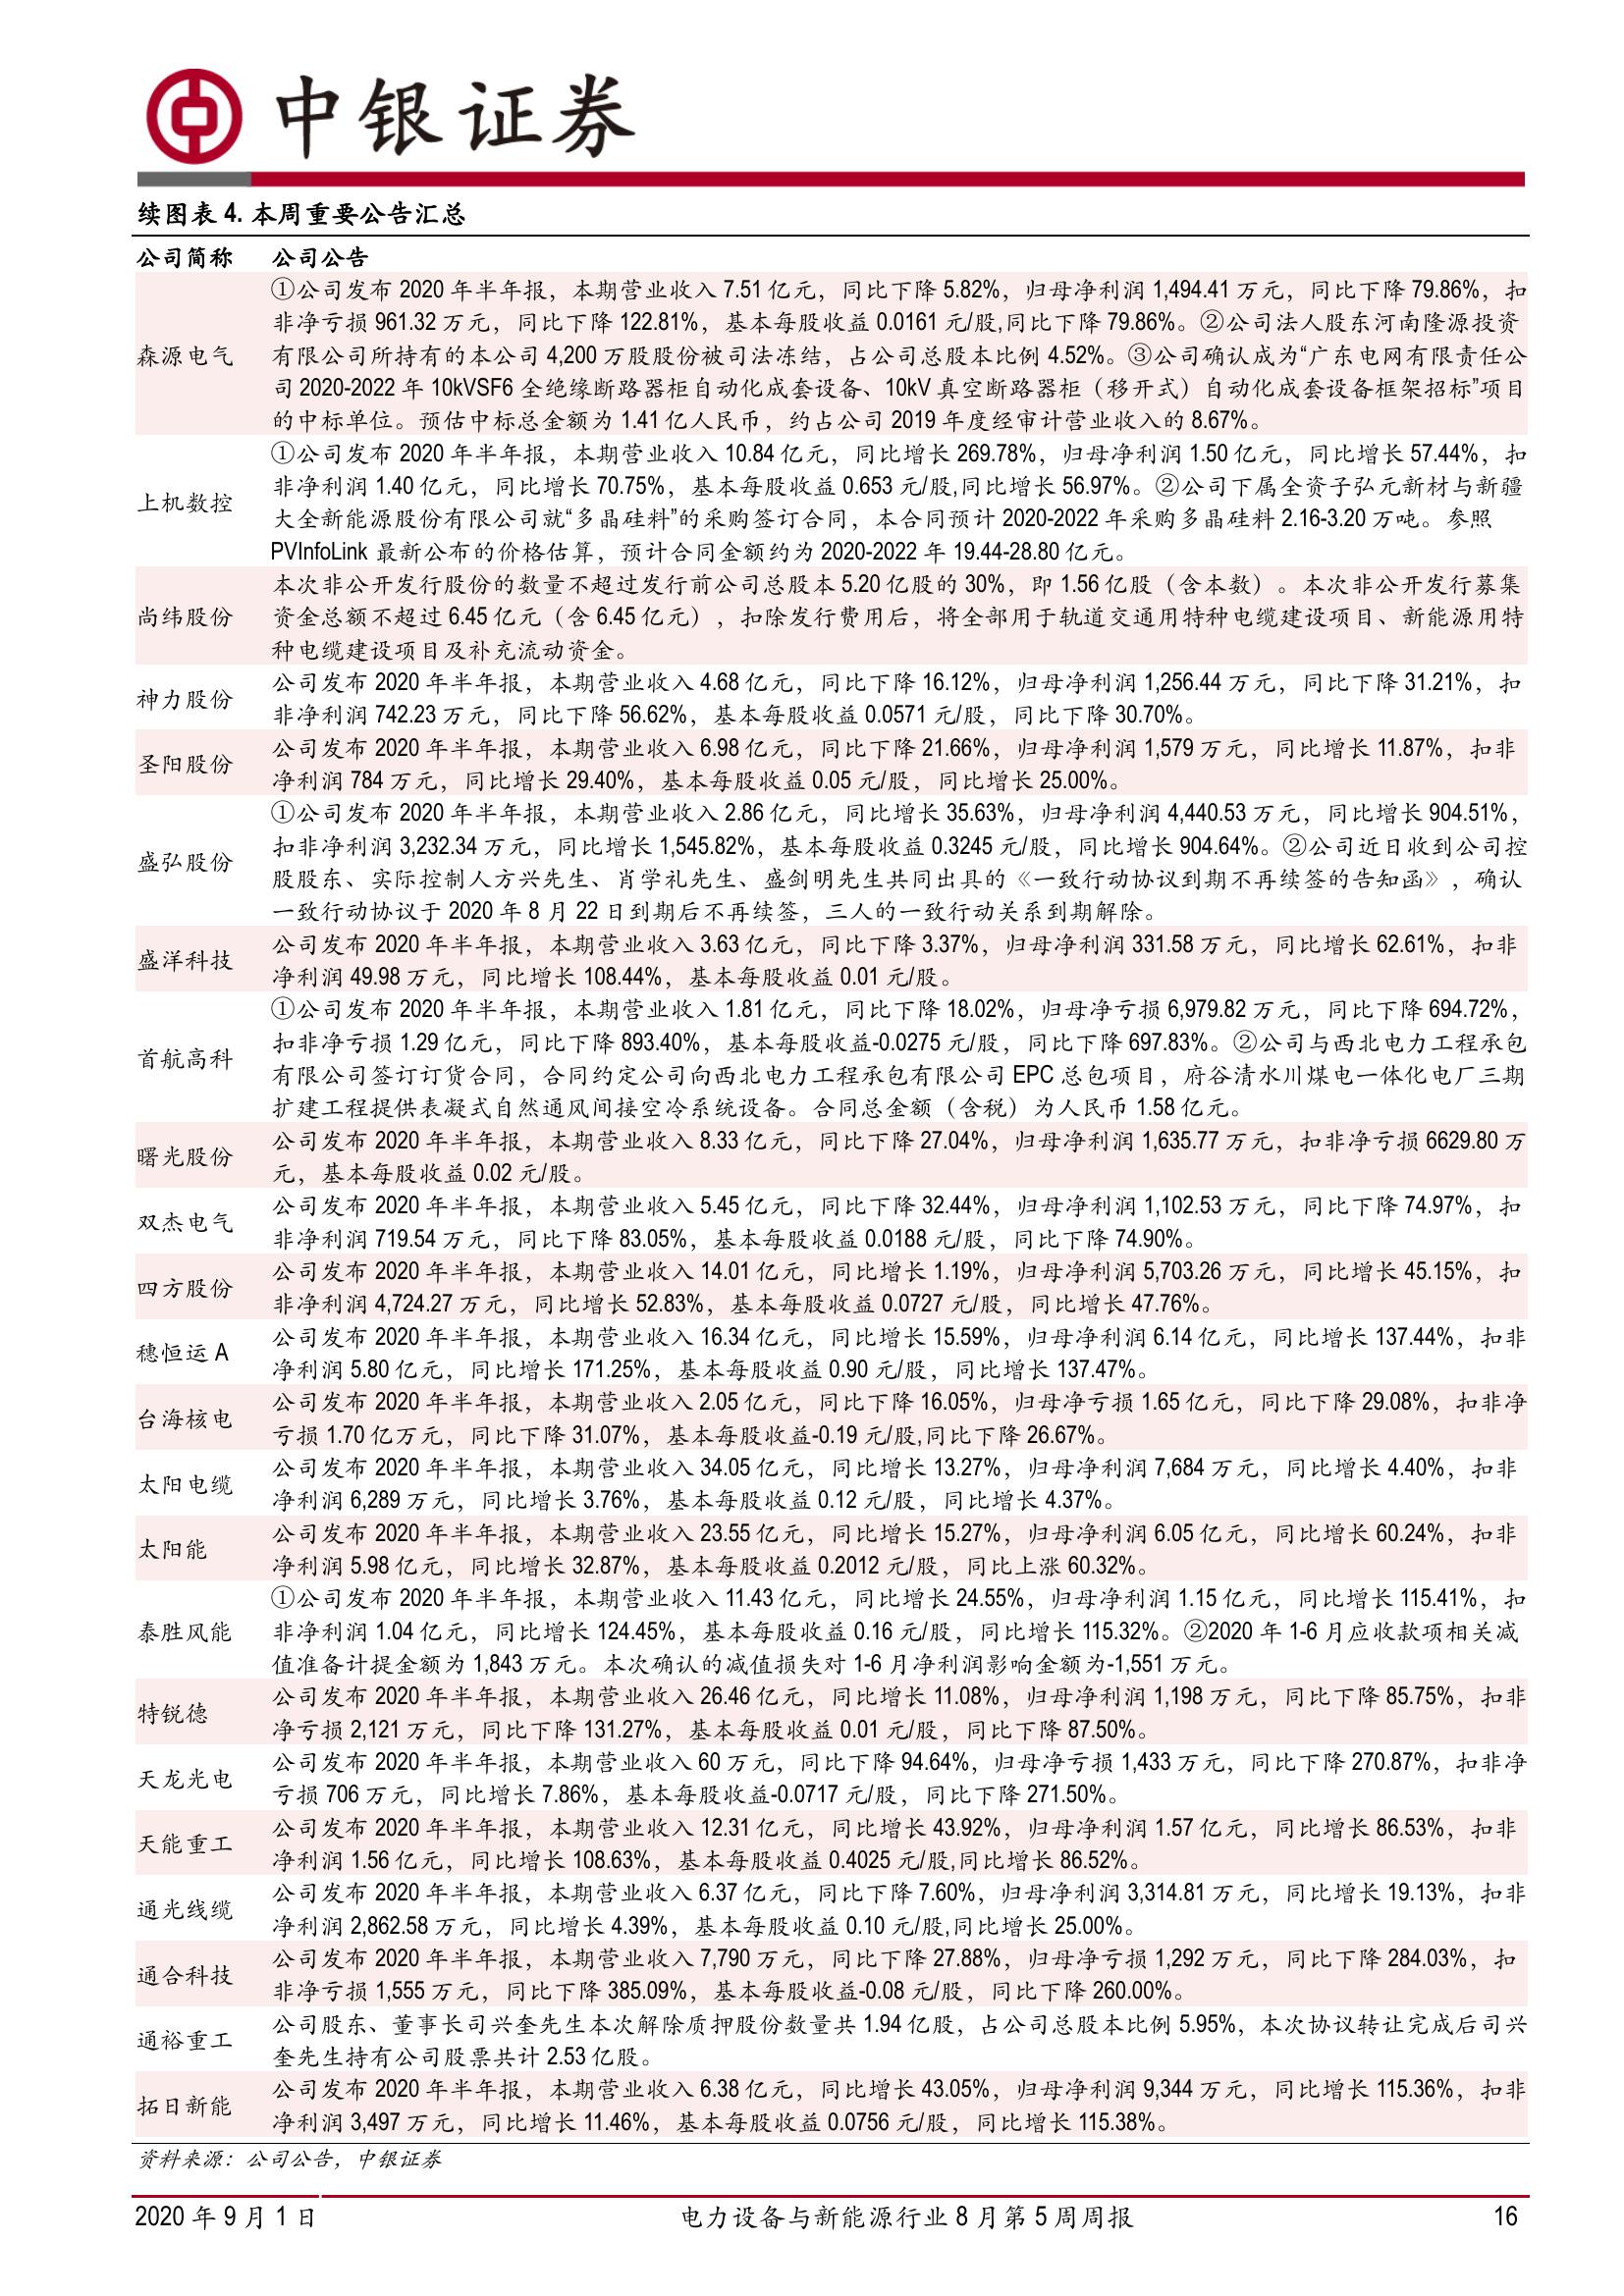 中银证券
续图表 4. 本周重要公告汇总
公司简称 公司公告
森源电气
①公司发布 2020 年半年报，本期营业收入 7.51 亿元，同比下降 5.82%，归母净利润 1,494.41 万元，同比下降 79.86%，扣
非净亏损 961.32 万元，同比下降 122.81%，基本每股收益 0.0161 元/股,同比下降 79.86%。②公司法人股东河南隆源投资
有限公司所持有的本公司 4,200 万股股份被司法冻结，占公司总股本比例 4.52%。③公司确认成为“广东电网有限责任公
司 2020-2022 年 10kVSF6 全绝缘断路器柜自动化成套设备、10kV 真空断路器柜（移开式）自动化成套设备框架招标”项目
的中标单位。预估中标总金额为 1.41 亿人民币，约占公司 2019 年度经审计营业收入的 8.67%。
上机数控
①公司发布 2020 年半年报，本期营业收入 10.84 亿元，同比增长 269.78%，归母净利润 1.50 亿元，同比增长 57.44%，扣
非净利润 1.40 亿元，同比增长 70.75%，基本每股收益 0.653 元/股,同比增长 56.97%。②公司下属全资子弘元新材与新疆
大全新能源股份有限公司就“多晶硅料”的采购签订合同，本合同预计 2020-2022 年采购多晶硅料 2.16-3.20 万吨。参照
PVInfoLink 最新公布的价格估算，预计合同金额约为 2020-2022 年 19.44-28.80 亿元。
尚纬股份
本次非公开发行股份的数量不超过发行前公司总股本 5.20 亿股的 30%，即 1.56 亿股（含本数）。本次非公开发行募集
资金总额不超过 6.45 亿元（含 6.45 亿元），扣除发行费用后，将全部用于轨道交通用特种电缆建设项目、新能源用特
种电缆建设项目及补充流动资金。
神力股份
公司发布 2020 年半年报，本期营业收入 4.68 亿元，同比下降 16.12%，归母净利润 1,256.44 万元，同比下降 31.21%，扣
非净利润 742.23 万元，同比下降 56.62%，基本每股收益 0.0571 元/股，同比下降 30.70%。
圣阳股份
公司发布 2020 年半年报，本期营业收入 6.98 亿元，同比下降 21.66%，归母净利润 1,579 万元，同比增长 11.87%，扣非
净利润 784 万元，同比增长 29.40%，基本每股收益 0.05 元/股，同比增长 25.00%。
盛弘股份
①公司发布 2020 年半年报，本期营业收入 2.86 亿元，同比增长 35.63%，归母净利润 4,440.53 万元，同比增长 904.51%，
扣非净利润 3,232.34 万元，同比增长 1,545.82%，基本每股收益 0.3245 元/股，同比增长 904.64%。②公司近日收到公司控
股股东、实际控制人方兴先生、肖学礼先生、盛剑明先生共同出具的《一致行动协议到期不再续签的告知函》，确认
一致行动协议于 2020 年 8 月 22 日到期后不再续签，三人的一致行动关系到期解除。
盛洋科技
公司发布 2020 年半年报，本期营业收入 3.63 亿元，同比下降 3.37%，归母净利润 331.58 万元，同比增长 62.61%，扣非
净利润 49.98 万元，同比增长 108.44%，基本每股收益 0.01 元/股。
首航高科
①公司发布 2020 年半年报，本期营业收入 1.81 亿元，同比下降 18.02%，归母净亏损 6,979.82 万元，同比下降 694.72%，
扣非净亏损 1.29 亿元，同比下降 893.40%，基本每股收益-0.0275 元/股，同比下降 697.83%。②公司与西北电力工程承包
有限公司签订订货合同，合同约定公司向西北电力工程承包有限公司 EPC 总包项目，府谷清水川煤电一体化电厂三期
扩建工程提供表凝式自然通风间接空冷系统设备。合同总金额（含税）为人民币 1.58 亿元。
曙光股份
公司发布 2020 年半年报，本期营业收入 8.33 亿元，同比下降 27.04%，归母净利润 1,635.77 万元，扣非净亏损 6629.80 万
元，基本每股收益 0.02 元/股。
双杰电气
公司发布 2020 年半年报，本期营业收入 5.45 亿元，同比下降 32.44%，归母净利润 1,102.53 万元，同比下降 74.97%，扣
非净利润 719.54 万元，同比下降 83.05%，基本每股收益 0.0188 元/股，同比下降 74.90%。
四方股份
公司发布 2020 年半年报，本期营业收入 14.01 亿元，同比增长 1.19%，归母净利润 5,703.26 万元，同比增长 45.15%，扣
非净利润 4,724.27 万元，同比增长 52.83%，基本每股收益 0.0727 元/股，同比增长 47.76%。
穗恒运 A
公司发布 2020 年半年报，本期营业收入 16.34 亿元，同比增长 15.59%，归母净利润 6.14 亿元，同比增长 137.44%，扣非
净利润 5.80 亿元，同比增长 171.25%，基本每股收益 0.90 元/股，同比增长 137.47%。
台海核电
公司发布 2020 年半年报，本期营业收入 2.05 亿元，同比下降 16.05%，归母净亏损 1.65 亿元，同比下降 29.08%，扣非净
亏损 1.70 亿万元，同比下降 31.07%，基本每股收益-0.19 元/股,同比下降 26.67%。
太阳电缆
公司发布 2020 年半年报，本期营业收入 34.05 亿元，同比增长 13.27%，归母净利润 7,684 万元，同比增长 4.40%，扣非
净利润 6,289 万元，同比增长 3.76%，基本每股收益 0.12 元/股，同比增长 4.37%。
太阳能
公司发布 2020 年半年报，本期营业收入 23.55 亿元，同比增长 15.27%，归母净利润 6.05 亿元，同比增长 60.24%，扣非
净利润 5.98 亿元，同比增长 32.87%，基本每股收益 0.2012 元/股，同比上涨 60.32%。
泰胜风能
①公司发布 2020 年半年报，本期营业收入 11.43 亿元，同比增长 24.55%，归母净利润 1.15 亿元，同比增长 115.41%，扣
非净利润 1.04 亿元，同比增长 124.45%，基本每股收益 0.16 元/股，同比增长 115.32%。②2020 年 1-6 月应收款项相关减
值准备计提金额为 1,843 万元。本次确认的减值损失对 1-6 月净利润影响金额为-1,551 万元。
特锐德
公司发布 2020 年半年报，本期营业收入 26.46 亿元，同比增长 11.08%，归母净利润 1,198 万元，同比下降 85.75%，扣非
净亏损 2,121 万元，同比下降 131.27%，基本每股收益 0.01 元/股，同比下降 87.50%。
天龙光电
公司发布 2020 年半年报，本期营业收入 60 万元，同比下降 94.64%，归母净亏损 1,433 万元，同比下降 270.87%，扣非净
亏损 706 万元，同比增长 7.86%，基本每股收益-0.0717 元/股，同比下降 271.50%。
天能重工
公司发布 2020 年半年报，本期营业收入 12.31 亿元，同比增长 43.92%，归母净利润 1.57 亿元，同比增长 86.53%，扣非
净利润 1.56 亿元，同比增长 108.63%，基本每股收益 0.4025 元/股,同比增长 86.52%。
通光线缆
公司发布 2020 年半年报，本期营业收入 6.37 亿元，同比下降 7.60%，归母净利润 3,314.81 万元，同比增长 19.13%，扣非
净利润 2,862.58 万元，同比增长 4.39%，基本每股收益 0.10 元/股,同比增长 25.00%。
通合科技
公司发布 2020 年半年报，本期营业收入 7,790 万元，同比下降 27.88%，归母净亏损 1,292 万元，同比下降 284.03%，扣
非净亏损 1,555 万元，同比下降 385.09%，基本每股收益-0.08 元/股，同比下降 260.00%。
通裕重工
公司股东、董事长司兴奎先生本次解除质押股份数量共 1.94 亿股，占公司总股本比例 5.95%，本次协议转让完成后司兴
奎先生持有公司股票共计 2.53 亿股。
拓日新能
公司发布 2020 年半年报，本期营业收入 6.38 亿元，同比增长 43.05%，归母净利润 9,344 万元，同比增长 115.36%，扣非
净利润 3,497 万元，同比增长 11.46%，基本每股收益 0.0756 元/股，同比增长 115.38%。
资料来源：公司公告，中银证券
2020 年 9 月 1 日 电力设备与新能源行业 8 月第 5 周周报 16